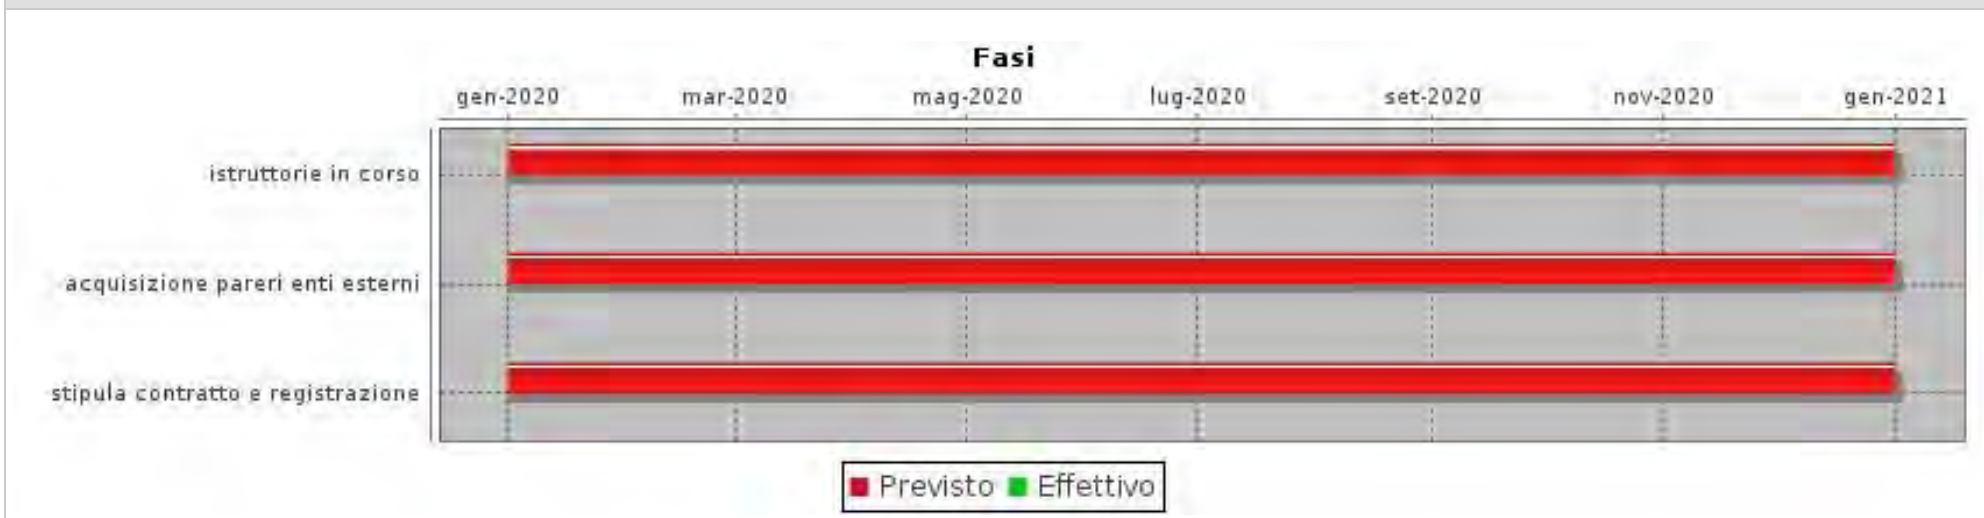 Fasi
gen-2020 mar-2020 mag-2020 lug-2020 set-2020 nov-2020 gen-2021
istruttorie in corso
acquisizione pareri enti esterni
stipula contratto e registrazione
Previsto Effettivo